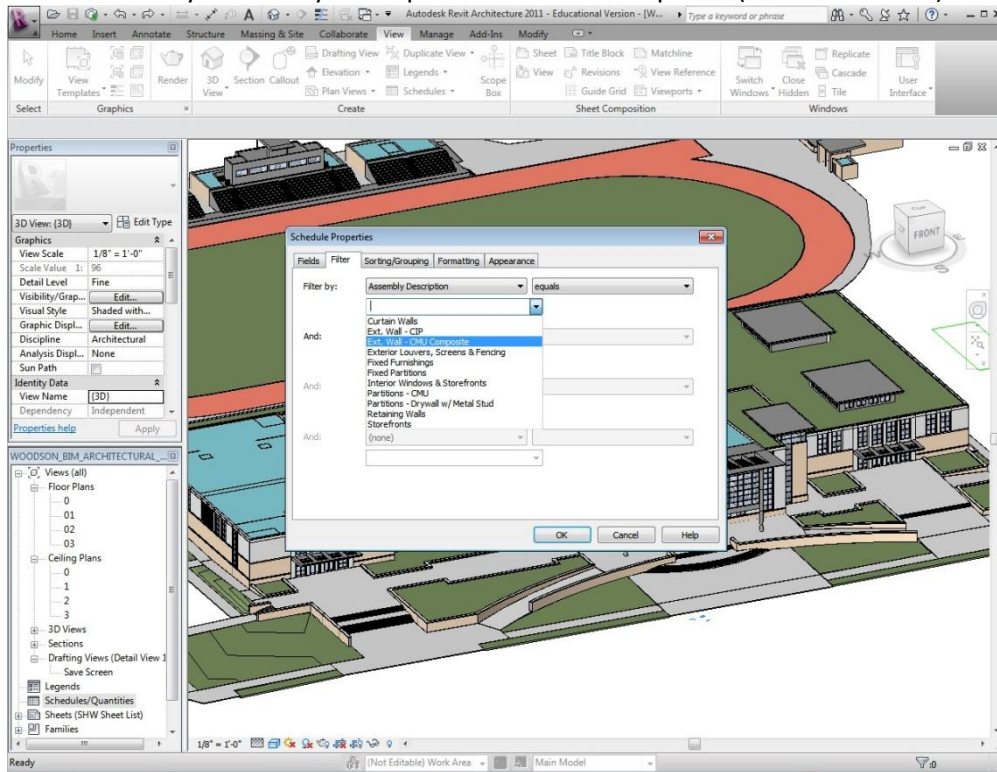 Autodesk Revit Architecture 2011 - Educational Version - [W...
Type a keyword or phrase
Home Insert Annotate Structure Massing & Site Collaborate View Manage Add-Ins Modify
Modify
View Templates
Render
3D View
Section
Callout
Drafting View
Elevation
Plan Views
Duplicate View
Legends
Schedules
Scope Box
Sheet
View
Title Block
Revisions
Guide Grid
Matchline
View Reference
Viewports
Switch Windows
Close Hidden
Replicate
Cascade
Tile
User Interface
Select Graphics Create Sheet Composition Windows
Properties
3D View: {3D} Edit Type
Graphics
View Scale 1/8" = 1'-0"
Scale Value 1: 96
Detail Level Fine
Visibility/Grap... Edit...
Visual Style Shaded with...
Graphic Displ... Edit...
Discipline Architectural
Analysis Displ... None
Sun Path
Identity Data
View Name {3D}
Dependency Independent
Properties help Apply
WOODSON_BIM_ARCHITECTURAL_...
Views (all)
Floor Plans
0
01
02
03
Ceiling Plans
0
1
2
3
3D Views
Sections
Drafting Views (Detail View 1
Save Screen
Legends
Schedules/Quantities
Sheets (SHW Sheet List)
Families
Schedule Properties
Fields Filter Sorting/Grouping Formatting Appearance
Filter by: Assembly Description equals
Curtain Walls
Ext. Wall - CIP
And:
Ext. Wall - CMU Composite
Exterior Louvers, Screens & Fencing
Fixed Furnishings
Fixed Partitions
Interior Windows & Storefronts
And:
Partitions - CMU
Partitions - Drywall w/ Metal Stud
Retaining Walls
Storefronts
And: (none)
OK Cancel Help
TOP
FRONT
1/8" = 1'-0"
Ready
(Not Editable) Work Area
Main Model
:0